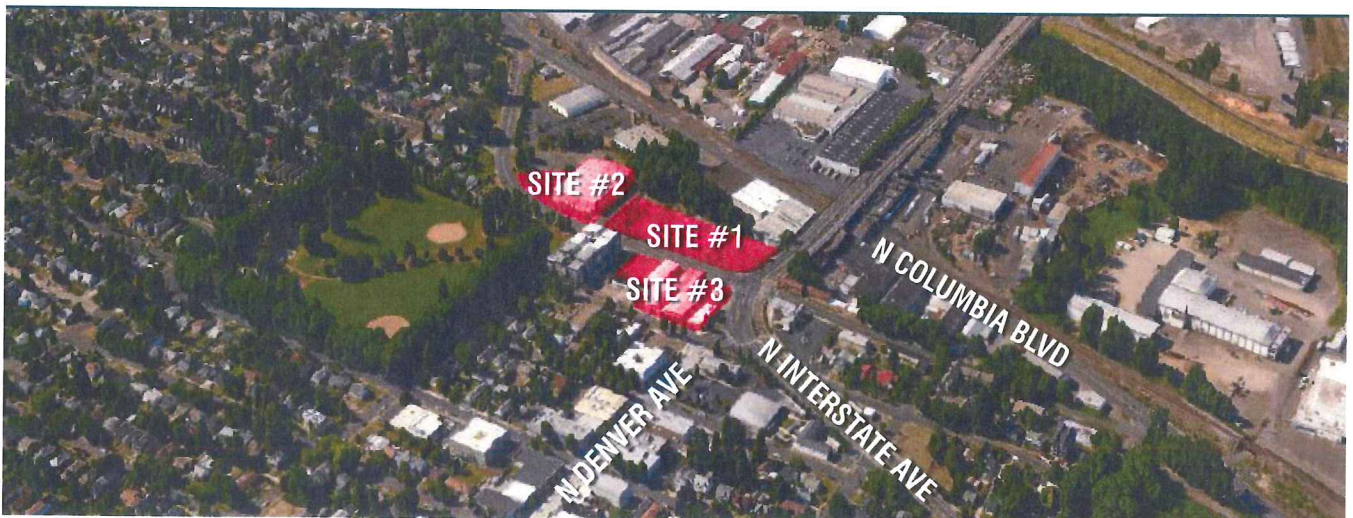 SITE #2
SITE #1
SITE #3
N COLUMBIA BLVD
N INTERSTATE AVE
N DENVER AVE